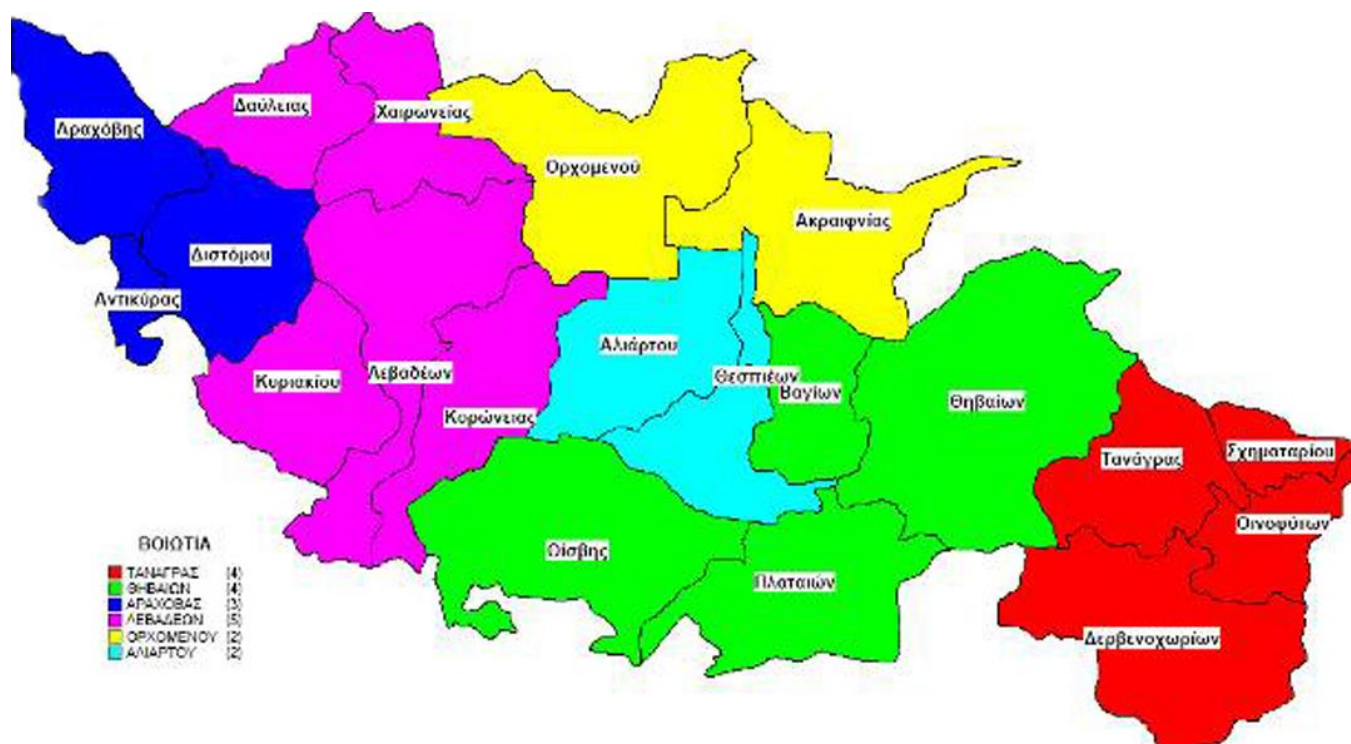 Δαύλειας
Χαιρωνείας
Αραχόβης
Ορχομενού
Ακραιφνίας
Διστόμου
Αντικύρας
Αλιάρτου
Κυριακίου
Λεβαδέων
Θεσπιέων
Βαγίων
Θηβαίων
Κορώνειας
Τανάγρας
Σχηματαρίου
Οινοφύτων
Θίσβης
Πλαταιών
Δερβενοχωρίων
ΒΟΙΩΤΙΑ
ΤΑΝΑΓΡΑΣ (4)
ΘΗΒΑΙΩΝ (4)
ΑΡΑΧΟΒΑΣ (3)
ΛΕΒΑΔΕΩΝ (5)
ΟΡΧΟΜΕΝΟΥ (2)
ΑΛΙΑΡΤΟΥ (2)